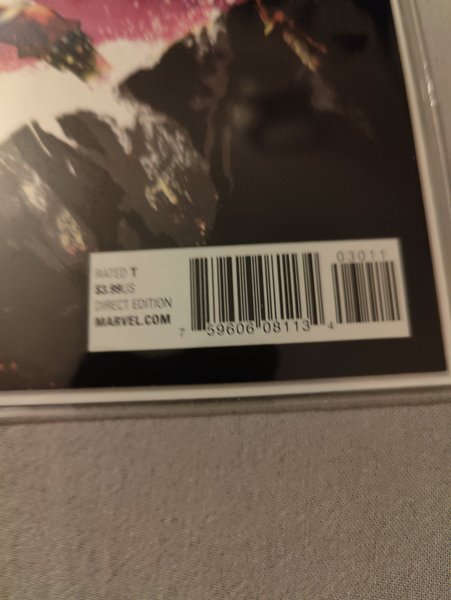 RATED T
$3.99US
DIRECT EDITION
MARVEL.COM
03011
7 59606 08113 4